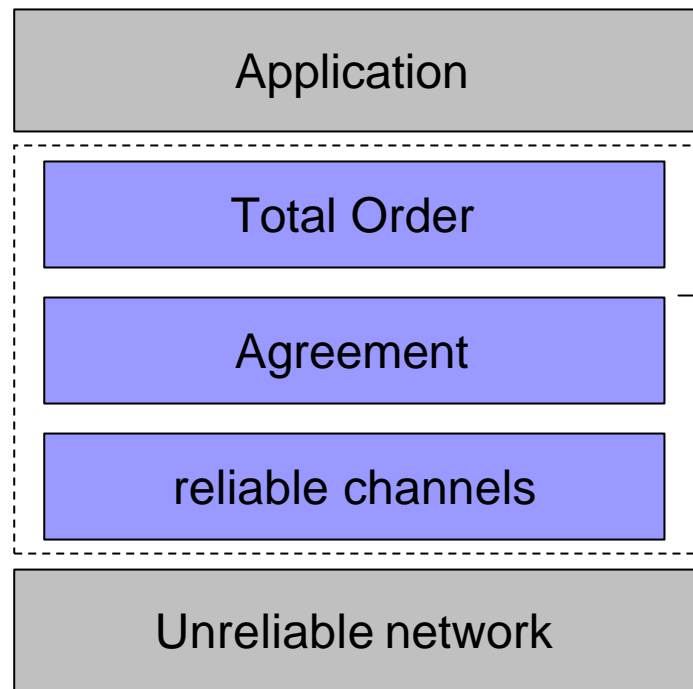 Application
Total Order
Agreement
reliable channels
Unreliable network